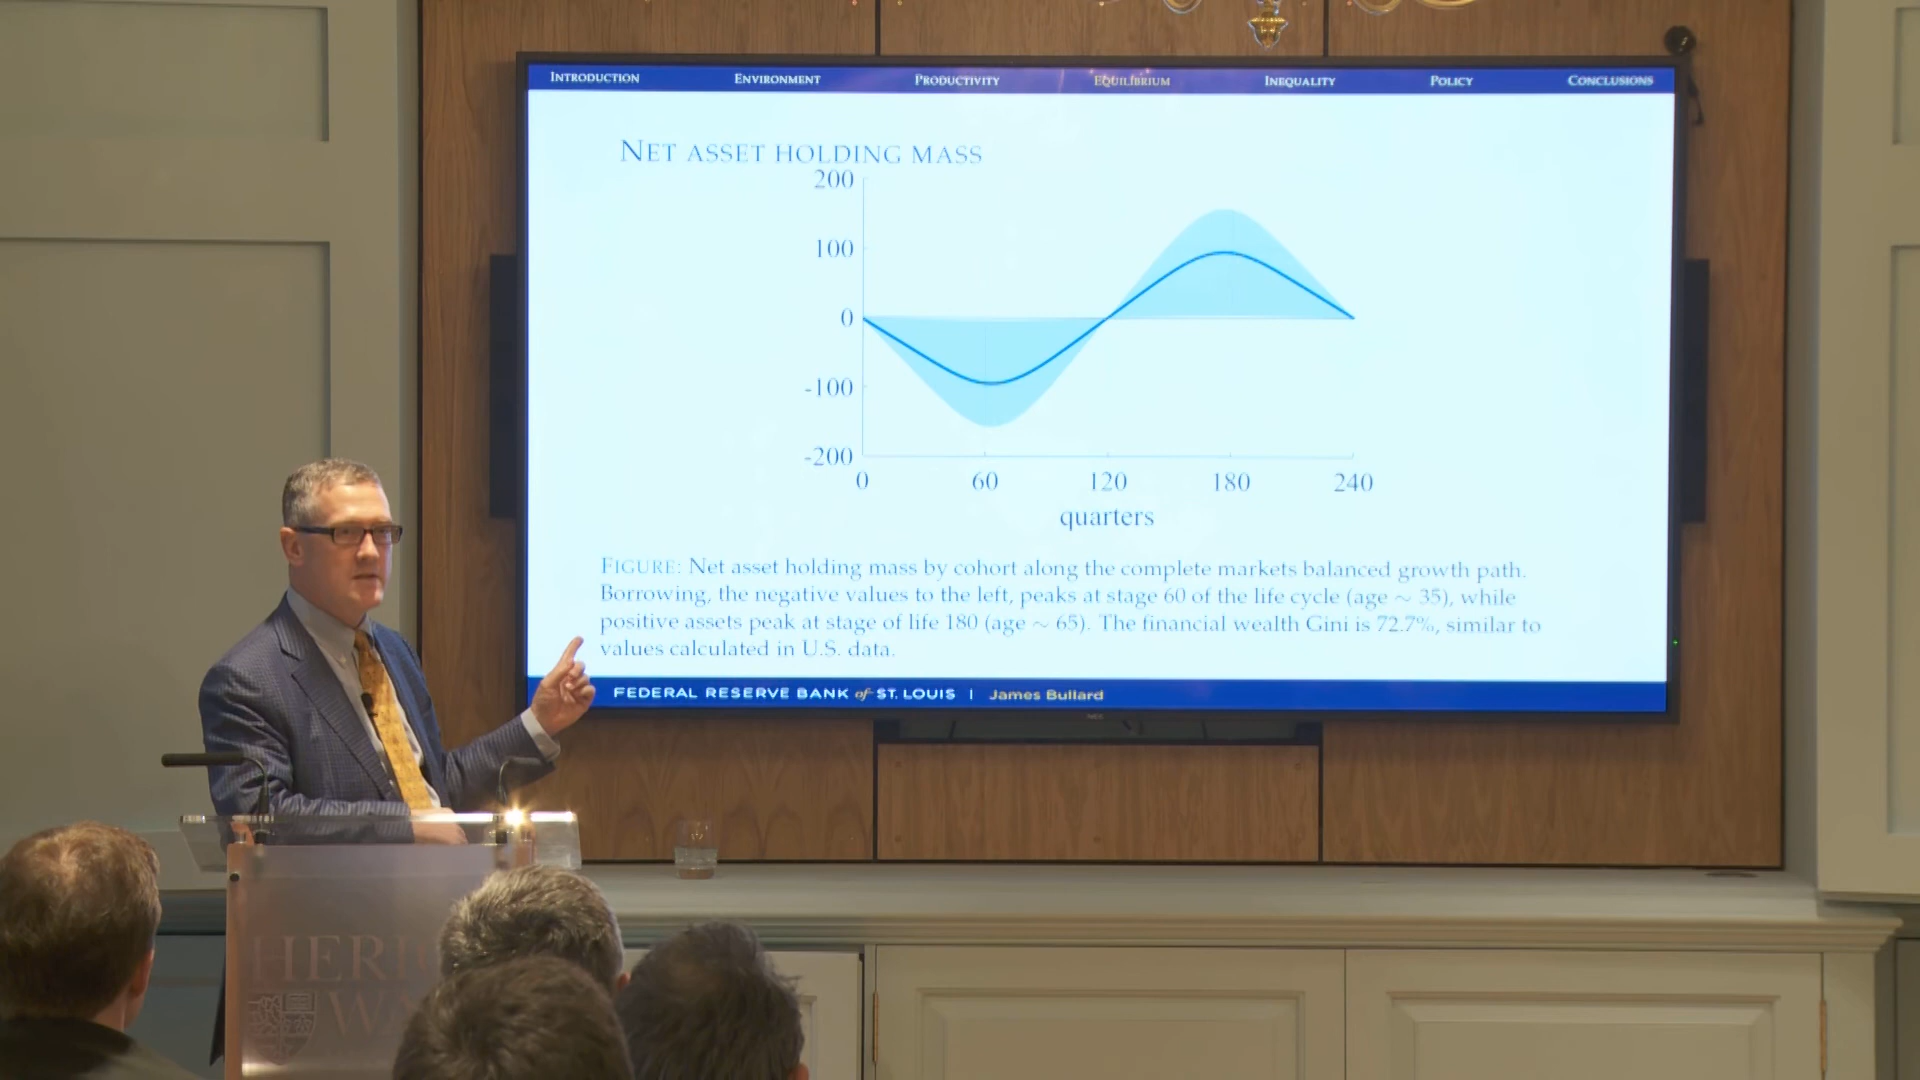 INTRODUCTION ENVIRONMENT PRODUCTIVITY EQUILIBRIUM INEQUALITY POLICY CONCLUSIONS
NET ASSET HOLDING MASS
200
100
0
-100
-200
0 60 120 180 240
quarters
FIGURE: Net asset holding mass by cohort along the complete markets balanced growth path.
Borrowing, the negative values to the left, peaks at stage 60 of the life cycle (age ∼ 35), while
positive assets peak at stage of life 180 (age ∼ 65). The financial wealth Gini is 72.7%, similar to
values calculated in U.S. data.
FEDERAL RESERVE BANK of ST. LOUIS | James Bullard